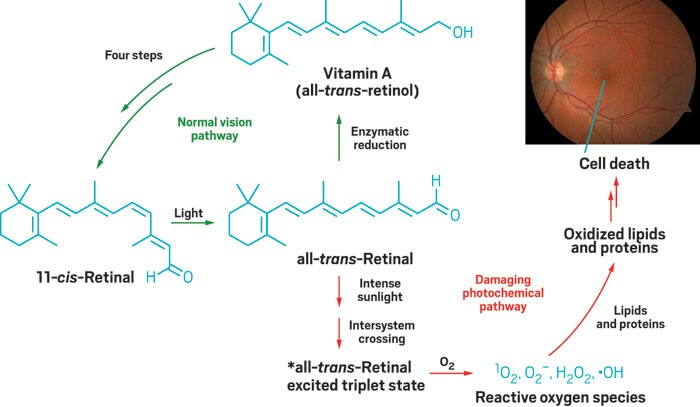 OH
Four steps
Vitamin A
(all-trans-retinol)
Normal vision
pathway
Enzymatic
reduction
Cell death
Light
H
O
11-cis-Retinal
H
O
all-trans-Retinal
Oxidized lipids
and proteins
Intense
sunlight
Damaging
photochemical
pathway
Intersystem
crossing
Lipids
and proteins
*all-trans-Retinal
excited triplet state
O₂
¹O₂, O₂⁻, H₂O₂, •OH
Reactive oxygen species